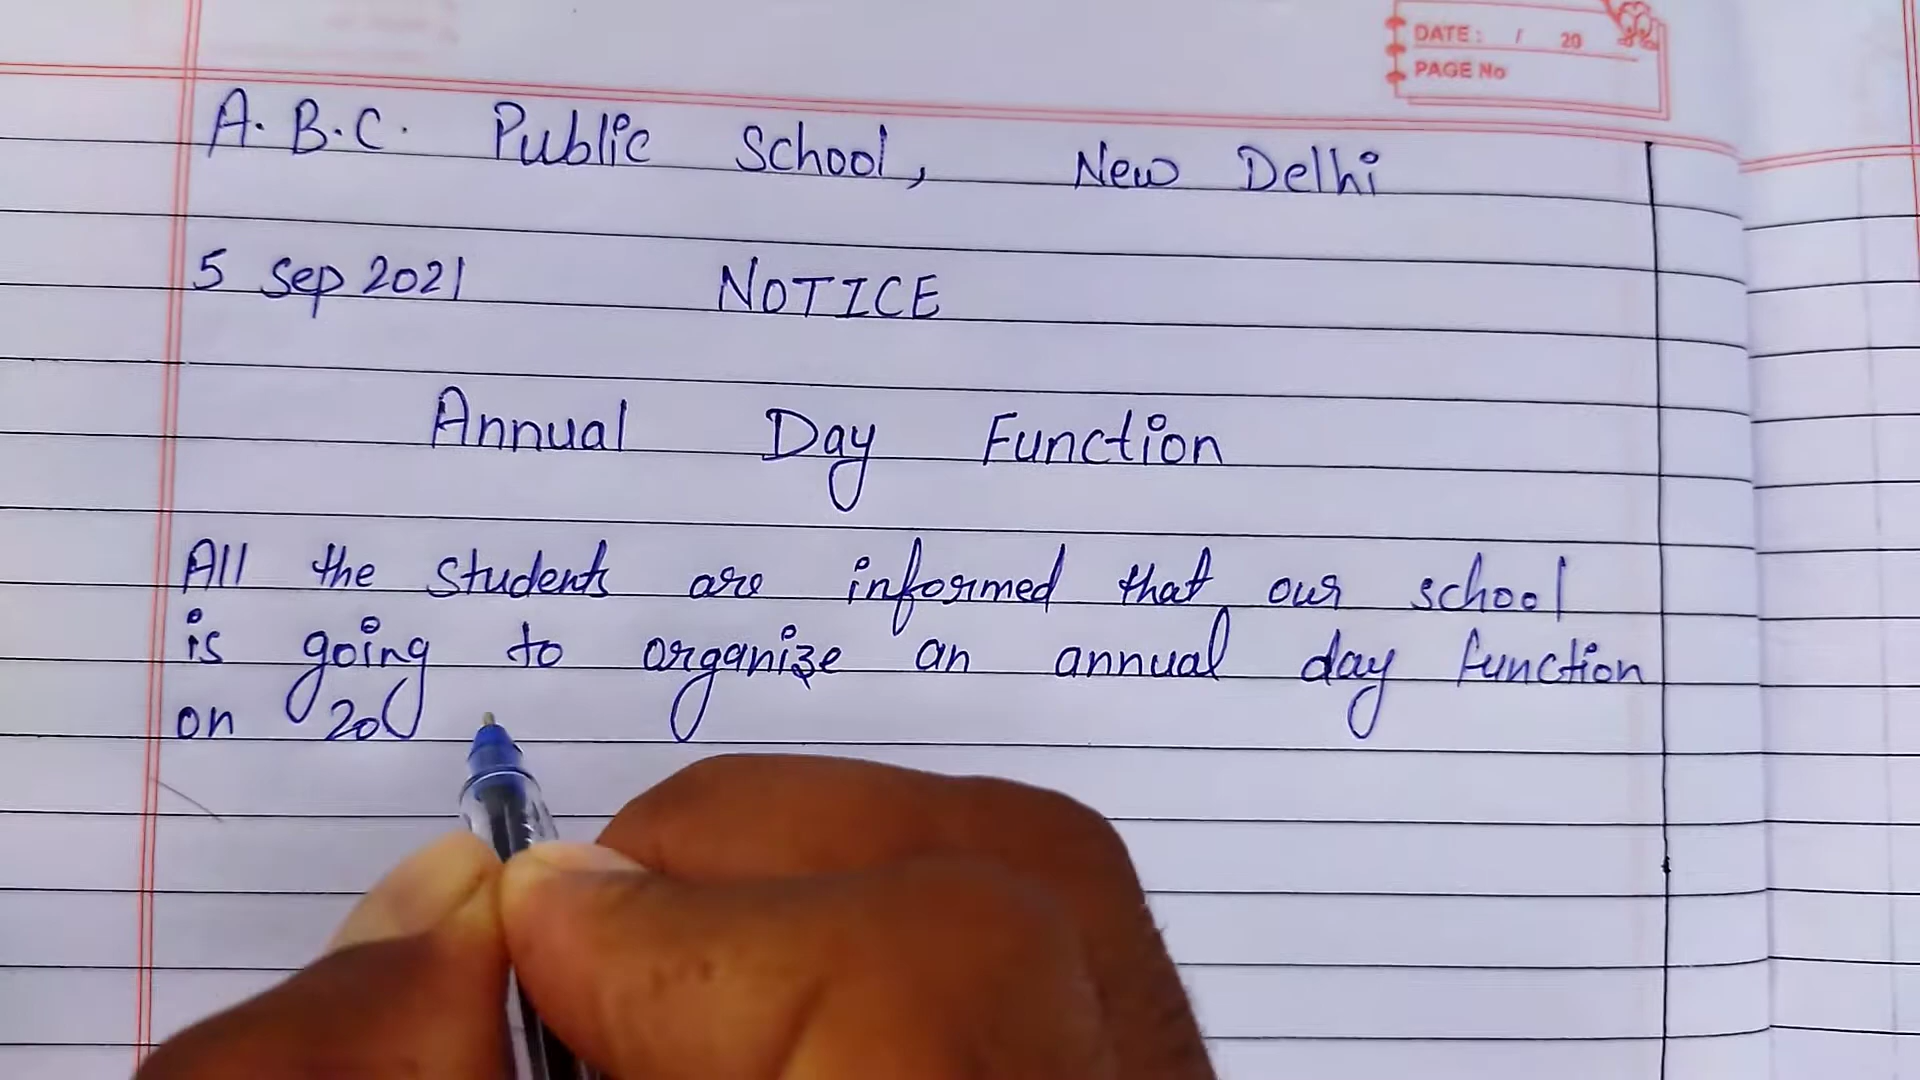 DATE: / 20
PAGE No
A. B. C. Public School, New Delhi
5 Sep 2021 NOTICE
Annual Day Function
All the students are informed that our school
is going to organize an annual day function
on 20